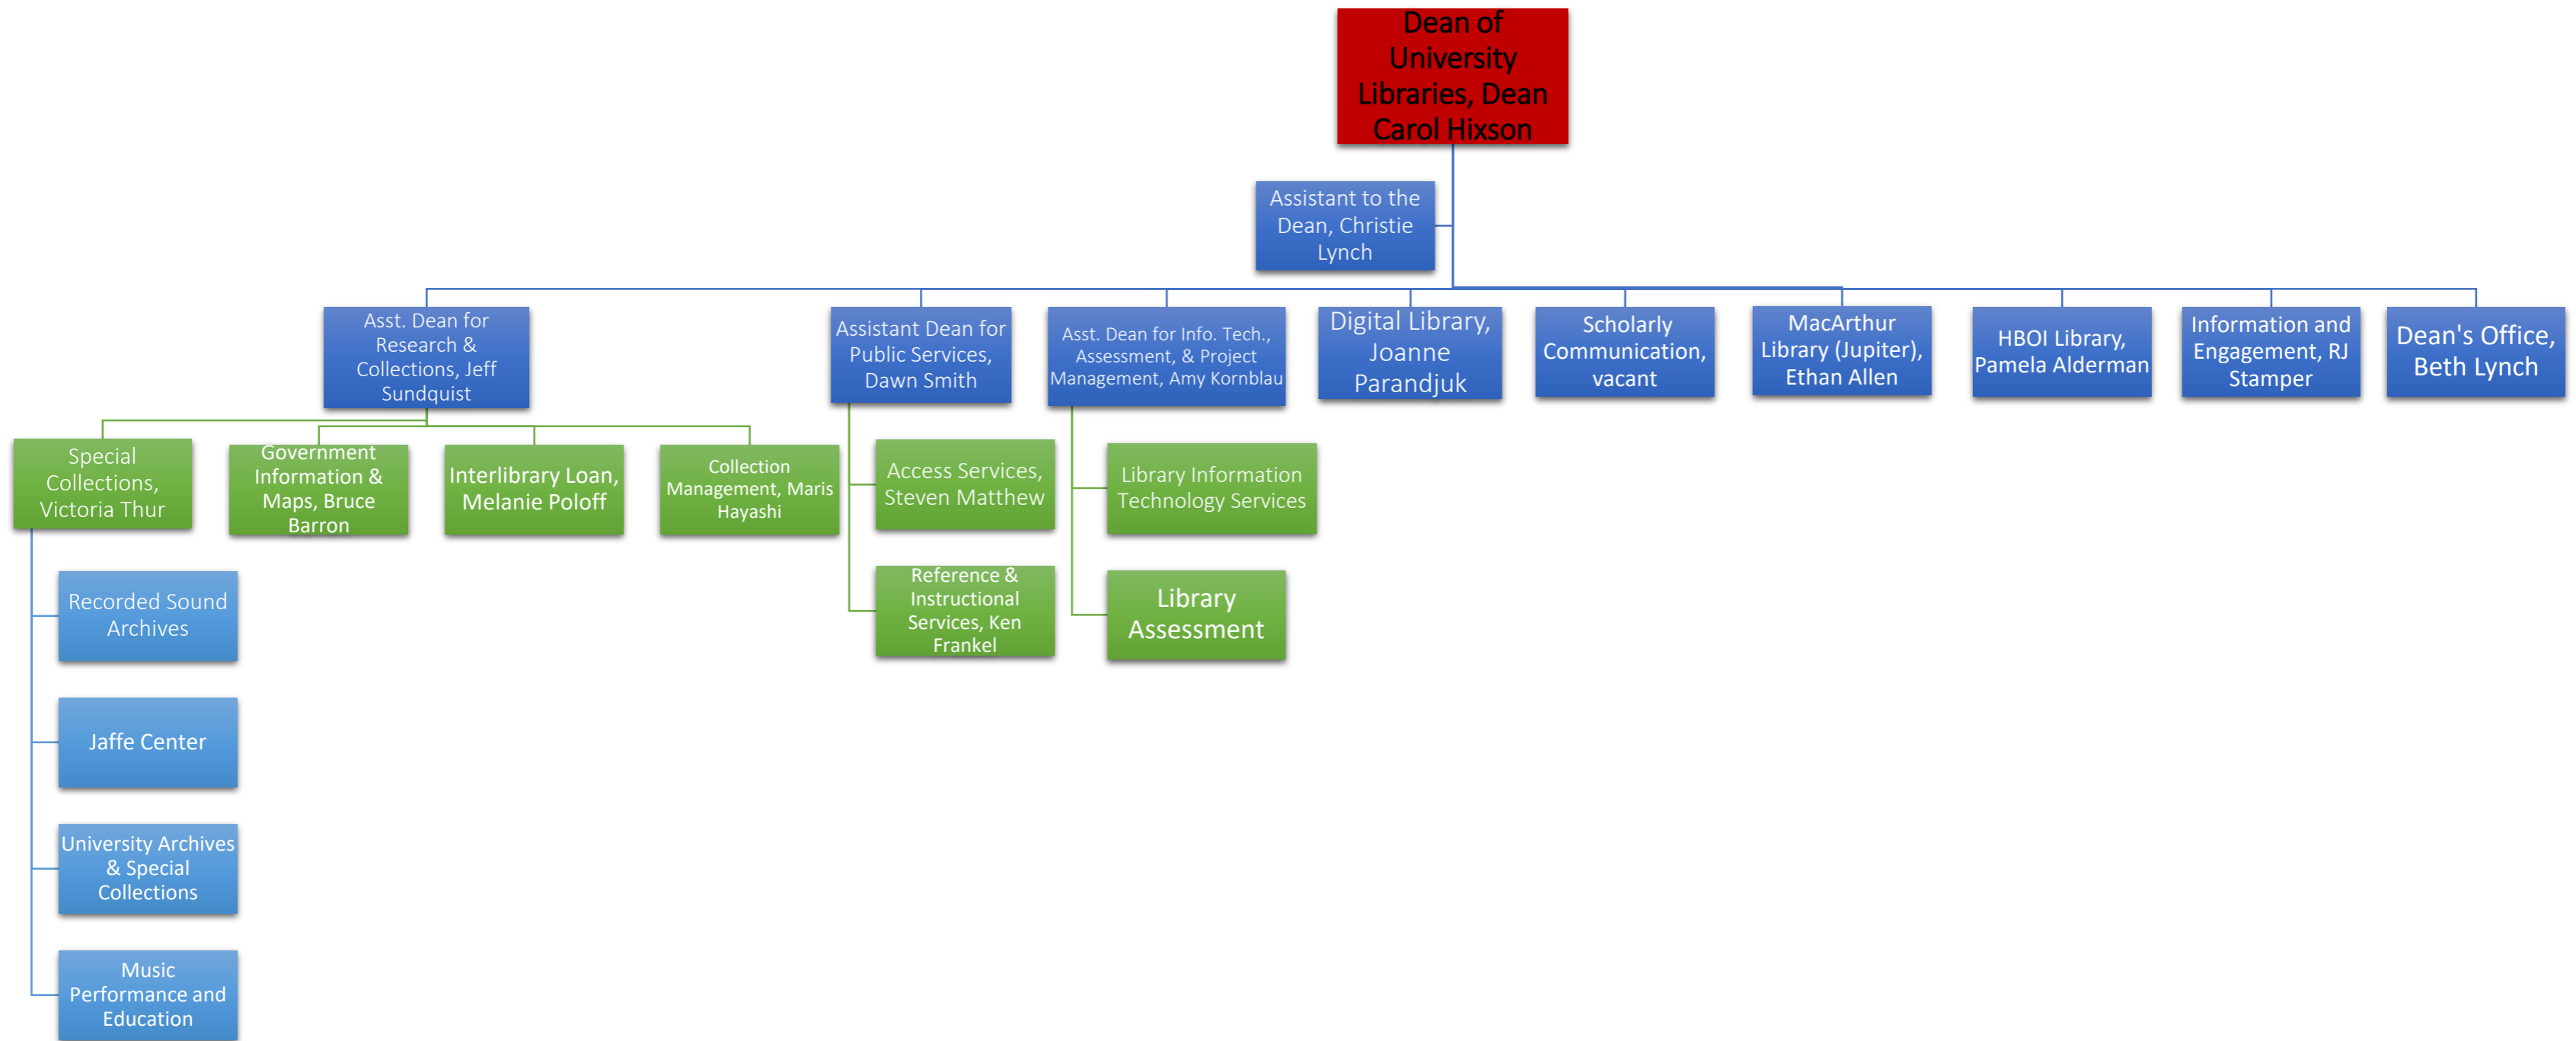 Dean of
University
Libraries, Dean
Carol Hixson
Assistant to the
Dean, Christie
Lynch
Asst. Dean for
Research &
Collections, Jeff
Sundquist
Assistant Dean for
Public Services,
Dawn Smith
Asst. Dean for Info. Tech.,
Assessment, & Project
Management, Amy Kornblau
Digital Library,
Joanne
Parandjuk
Scholarly
Communication,
vacant
MacArthur
Library (Jupiter),
Ethan Allen
HBOI Library,
Pamela Alderman
Information and
Engagement, RJ
Stamper
Dean's Office,
Beth Lynch
Special
Collections,
Victoria Thur
Government
Information &
Maps, Bruce
Barron
Interlibrary Loan,
Melanie Poloff
Collection
Management, Maris
Hayashi
Access Services,
Steven Matthew
Library Information
Technology Services
Reference &
Instructional
Services, Ken
Frankel
Library
Assessment
Recorded Sound
Archives
Jaffe Center
University Archives
& Special
Collections
Music
Performance and
Education